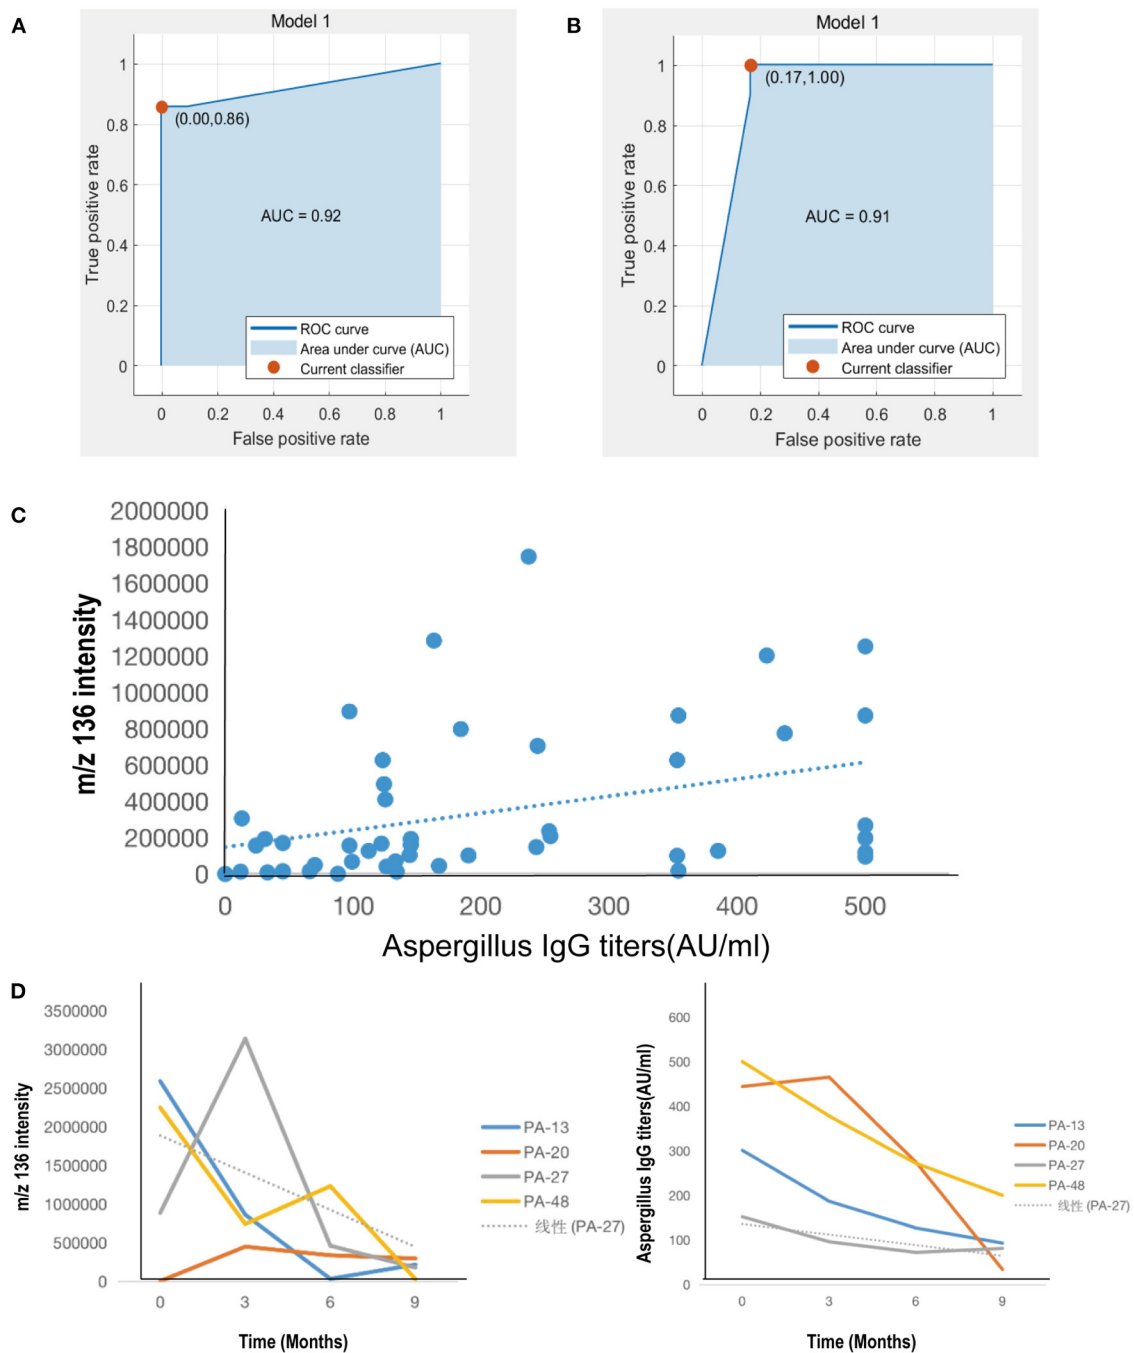 A
Model 1
1
0.8
0.6
0.4
0.2
0
True positive rate
(0.00,0.86)
AUC = 0.92
ROC curve
Area under curve (AUC)
Current classifier
0 0.2 0.4 0.6 0.8 1
False positive rate
B
Model 1
1
0.8
0.6
0.4
0.2
0
True positive rate
(0.17,1.00)
AUC = 0.91
ROC curve
Area under curve (AUC)
Current classifier
0 0.2 0.4 0.6 0.8 1
False positive rate
C
2000000
1800000
1600000
1400000
1200000
1000000
800000
600000
400000
200000
0
m/z 136 intensity
0 100 200 300 400 500
Aspergillus IgG titers(AU/ml)
D
3500000
3000000
2500000
2000000
1500000
1000000
500000
0
m/z 136 intensity
PA-13
PA-20
PA-27
PA-48
线性 (PA-27)
0 3 6 9
Time (Months)
600
500
400
300
200
100
0
Aspergillus IgG titers(AU/ml)
PA-13
PA-20
PA-27
PA-48
线性 (PA-27)
0 3 6 9
Time (Months)